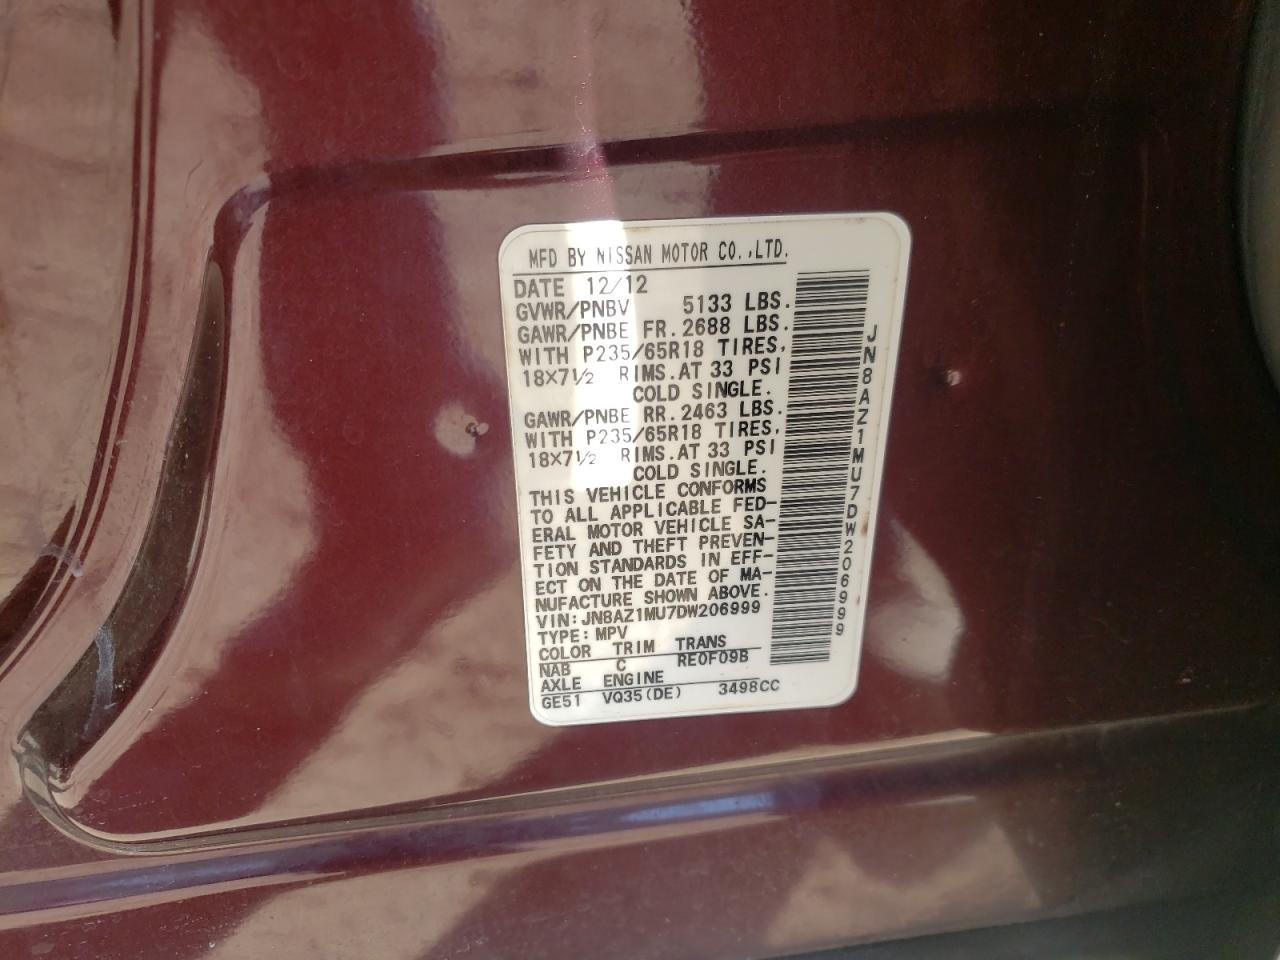 MFD BY NISSAN MOTOR CO.,LTD.
DATE 12/12
GVWR/PNBV 5133 LBS.
GAWR/PNBE FR.2688 LBS.
WITH P235/65R18 TIRES,
18×7½ RIMS.AT 33 PSI
COLD SINGLE.
GAWR/PNBE RR.2463 LBS.
WITH P235/65R18 TIRES,
18×7½ RIMS.AT 33 PSI
COLD SINGLE.
THIS VEHICLE CONFORMS
TO ALL APPLICABLE FED-
ERAL MOTOR VEHICLE SA-
FETY AND THEFT PREVEN-
TION STANDARDS IN EFF-
ECT ON THE DATE OF MA-
NUFACTURE SHOWN ABOVE.
VIN:JN8AZ1MU7DW206999
TYPE:MPV
COLOR TRIM TRANS
NAB C RE0F09B
AXLE ENGINE
GE51 VQ35(DE) 3498CC
JN8AZ1MU7DW206999